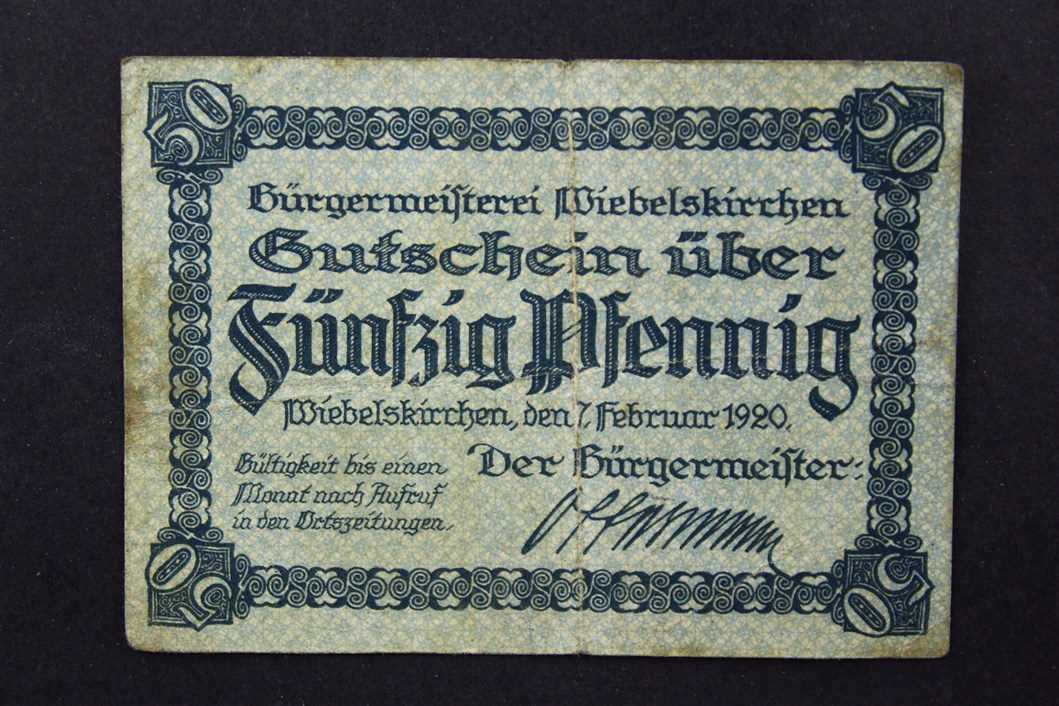 50
50
Bürgermeisterei Wiebelskirchen
Gutschein über
Fünfzig Pfennig
Wiebelskirchen, den 7. Februar 1920.
Der Bürgermeister:
Gültigkeit bis einen
Monat nach Aufruf
in den Ortszeitungen.
50
50